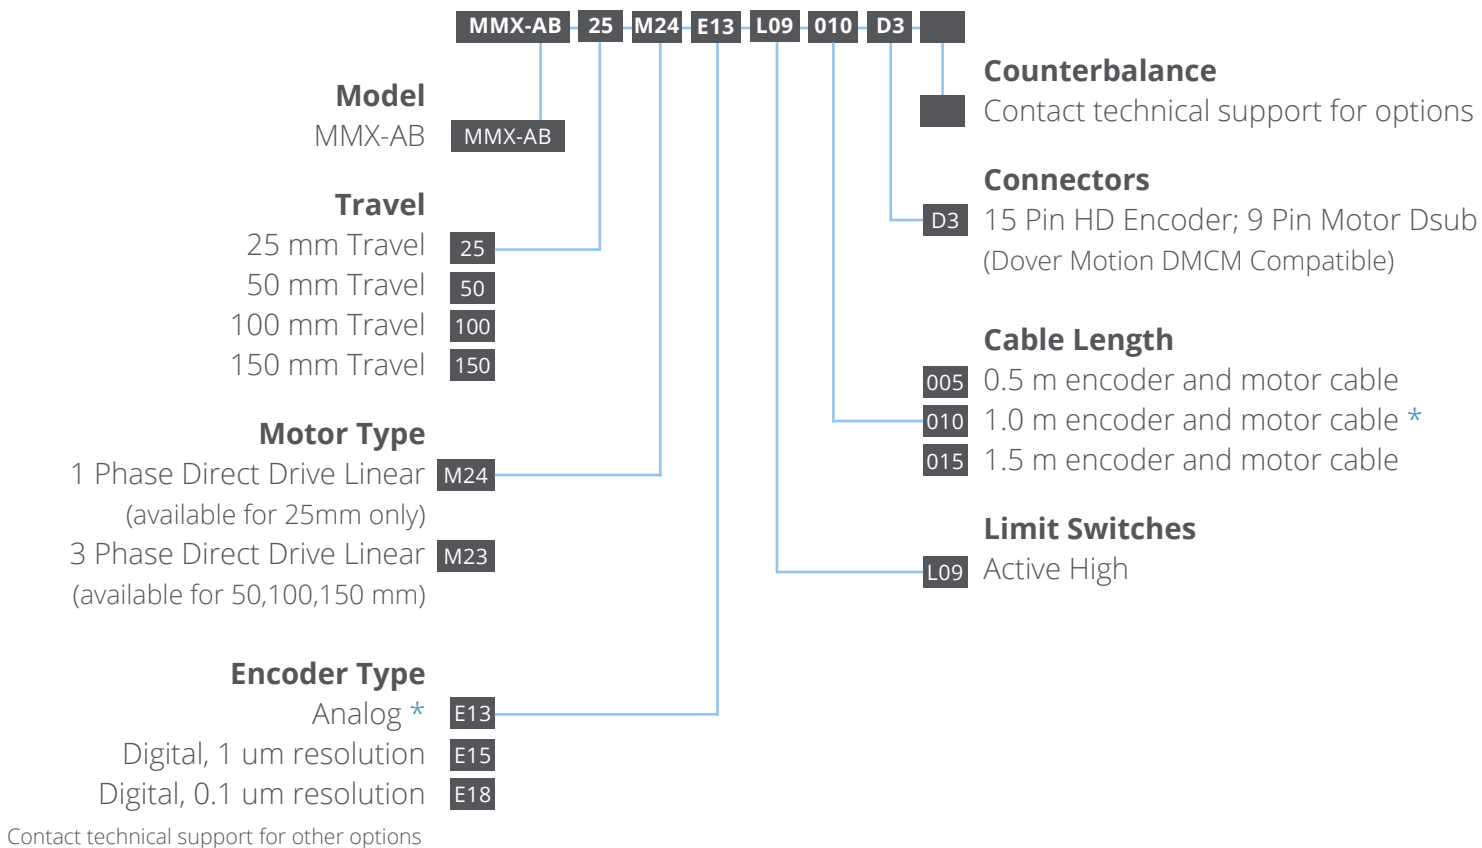 MMX-AB 25 M24 E13 L09 010 D3
Model
MMX-AB MMX-AB
Travel
25 mm Travel 25
50 mm Travel 50
100 mm Travel 100
150 mm Travel 150
Motor Type
1 Phase Direct Drive Linear M24
(available for 25mm only)
3 Phase Direct Drive Linear M23
(available for 50,100,150 mm)
Encoder Type
Analog * E13
Digital, 1 um resolution E15
Digital, 0.1 um resolution E18
Contact technical support for other options
Counterbalance
Contact technical support for options
Connectors
D3 15 Pin HD Encoder; 9 Pin Motor Dsub
(Dover Motion DMCM Compatible)
Cable Length
005 0.5 m encoder and motor cable
010 1.0 m encoder and motor cable *
015 1.5 m encoder and motor cable
Limit Switches
L09 Active High